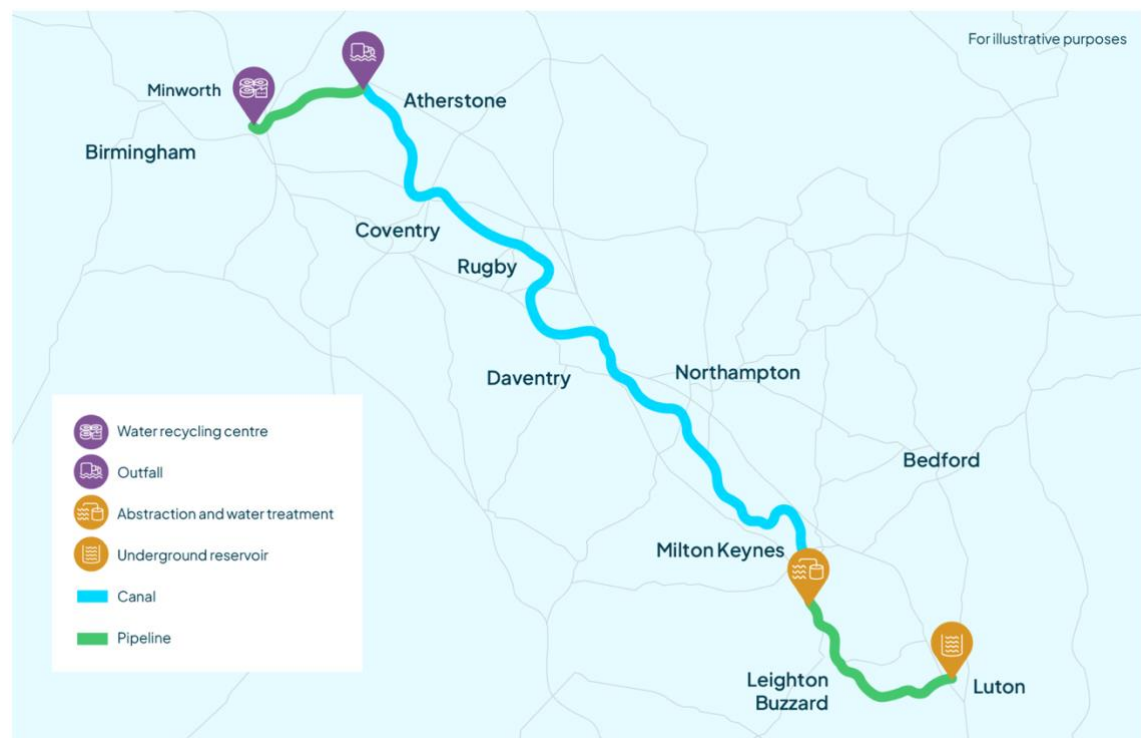 For illustrative purposes
Minworth
Atherstone
Birmingham
Coventry
Rugby
Daventry
Northampton
Bedford
Milton Keynes
Leighton
Buzzard
Luton
Water recycling centre
Outfall
Abstraction and water treatment
Underground reservoir
Canal
Pipeline